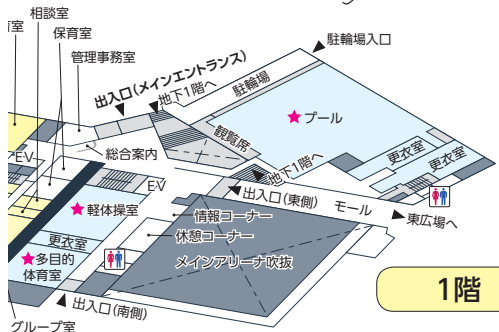 相談室
育室
保育室
管理事務室
出入口(メインエントランス)
地下1階へ
駐輪場入口
駐輪場
★プール
観覧席
更衣室
更衣室
E・V
総合案内
地下1階へ
E・V
出入口(東側)
モール
東広場へ
★軽体操室
情報コーナー
休憩コーナー
更衣室
メインアリーナ吹抜
★多目的
体育室
出入口(南側)
グループ室
1階